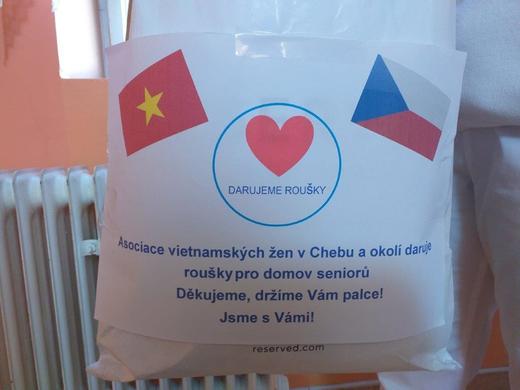 DARUJEME ROUŠKY
Asociace vietnamských žen v Chebu a okolí daruje
roušky pro domov seniorů
Děkujeme, držíme Vám palce!
Jsme s Vámi!
reserved.com